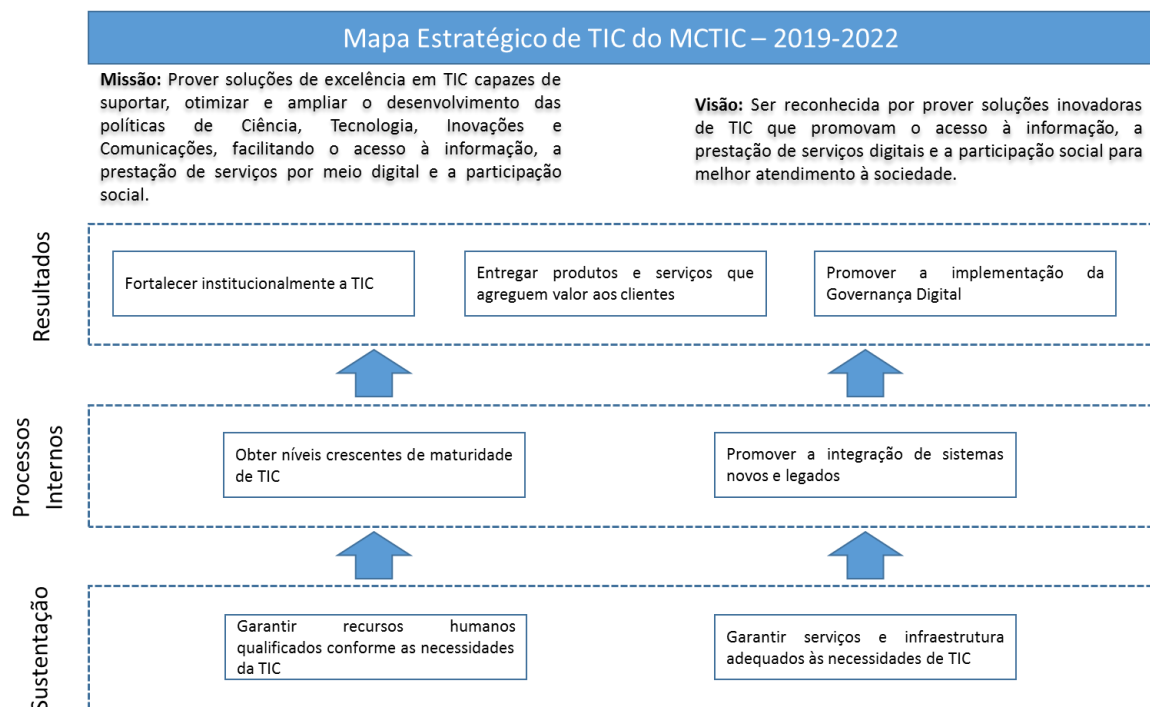 Mapa Estratégico de TIC do MCTIC – 2019-2022
Missão: Prover soluções de excelência em TIC capazes de
suportar, otimizar e ampliar o desenvolvimento das
políticas de Ciência, Tecnologia, Inovações e
Comunicações, facilitando o acesso à informação, a
prestação de serviços por meio digital e a participação
social.
Visão: Ser reconhecida por prover soluções inovadoras
de TIC que promovam o acesso à informação, a
prestação de serviços digitais e a participação social para
melhor atendimento à sociedade.
Resultados
Fortalecer institucionalmente a TIC
Entregar produtos e serviços que
agreguem valor aos clientes
Promover a implementação da
Governança Digital
Processos
Internos
Obter níveis crescentes de maturidade
de TIC
Promover a integração de sistemas
novos e legados
Sustentação
Garantir recursos humanos
qualificados conforme as necessidades
da TIC
Garantir serviços e infraestrutura
adequados às necessidades de TIC